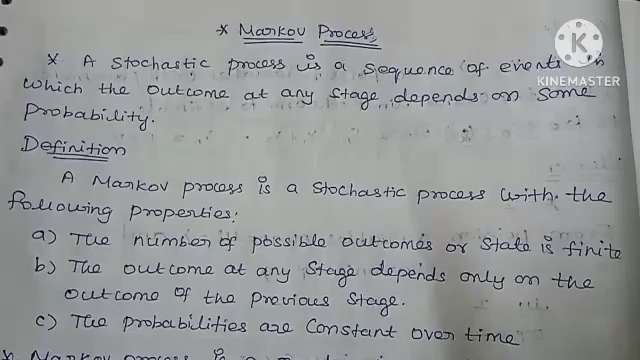 * Markov Process
K
KINEMASTER
* A Stochastic process is a sequence of events in
which the outcome at any stage depends on some
probability.
Definition
A Markov process is a stochastic process with the
following properties:
a) The number of possible outcomes or state is finite
b) The outcome at any stage depends only on the
outcome of the previous stage.
c) The probabilities are constant over time
* Markov process is a